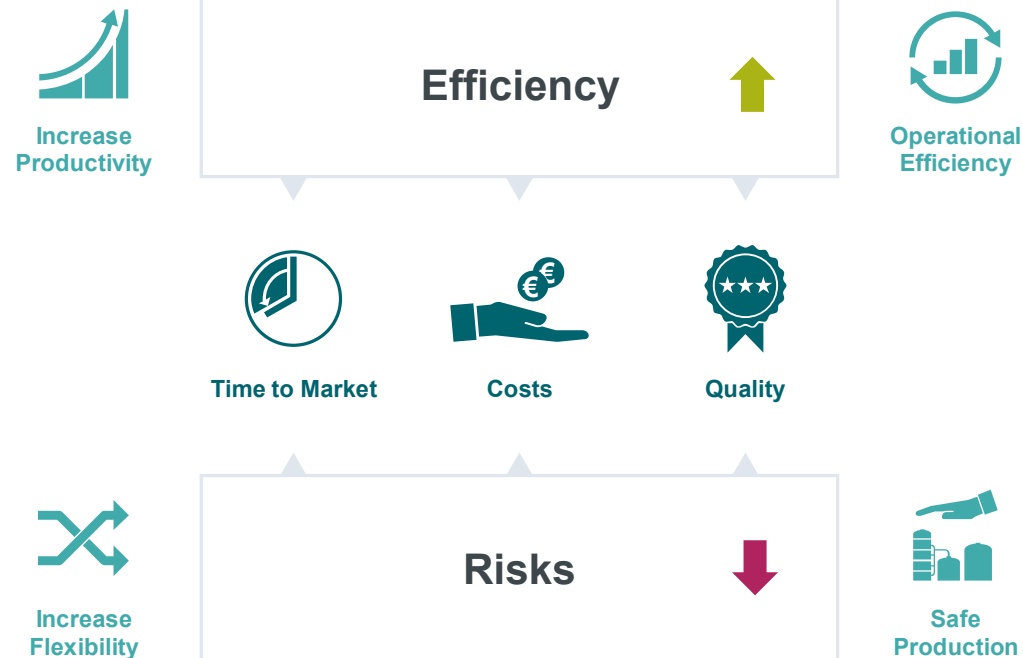 Efficiency
Increase
Productivity
Operational
Efficiency
€ €
Time to Market
Costs
Quality
Risks
Increase
Flexibility
Safe
Production